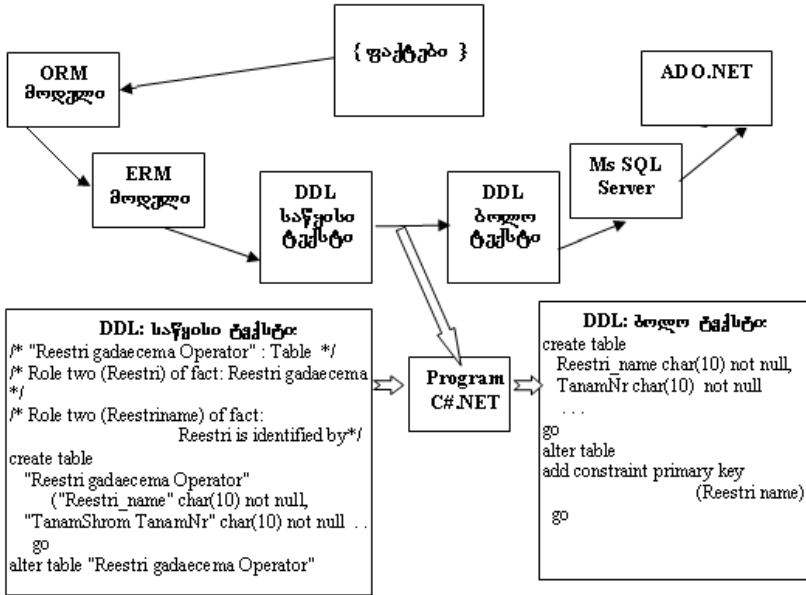 { ფაქტები }
ORM
მოდელი
ADO.NET
ERM
მოდელი
DDL
საწყისი
ტექსტი
DDL
ბოლო
ტექსტი
Ms SQL
Server
DDL: საწყისი ტექსტი:
/* "Reestri gadaecema Operator" : Table */
/* Role two (Reestri) of fact: Reestri gadaecema
*/
/* Role two (Reestriname) of fact:
Reestri is identified by*/
create table
"Reestri gadaecema Operator"
("Reestri_name" char(10) not null,
"TanamShrom TanamNr" char(10) not null . .
go
alter table "Reestri gadaecema Operator"
Program
C#.NET
DDL: ბოლო ტექსტი:
create table
Reestri_name char(10) not null,
TanamNr char(10) not null
. . .
go
alter table
add constraint primary key
(Reestri name)
go